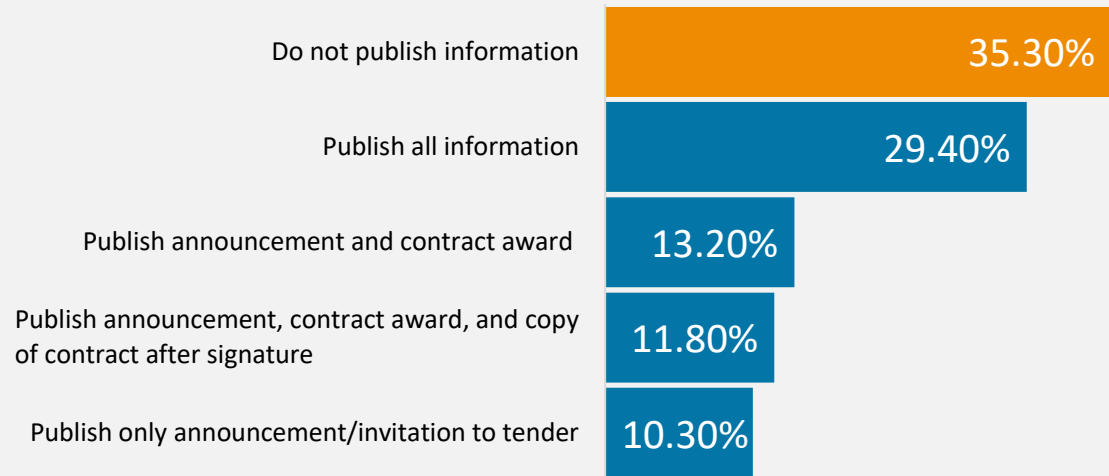 Do not publish information
35.30%
Publish all information
29.40%
Publish announcement and contract award
13.20%
Publish announcement, contract award, and copy
of contract after signature
11.80%
Publish only announcement/invitation to tender
10.30%